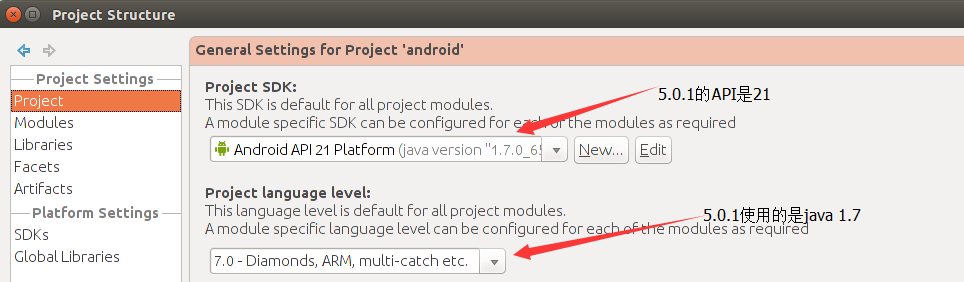 Project Structure
Project Settings
Project
Modules
Libraries
Facets
Artifacts
Platform Settings
SDKs
Global Libraries
General Settings for Project 'android'
Project SDK:
This SDK is default for all project modules.
A module specific SDK can be configured for each of the modules as required
5.0.1的API是21
Android API 21 Platform (java version "1.7.0_65
New...
Edit
Project language level:
This language level is default for all project modules.
A module specific language level can be configured for each of the modules as required
5.0.1使用的是java 1.7
7.0 - Diamonds, ARM, multi-catch etc.